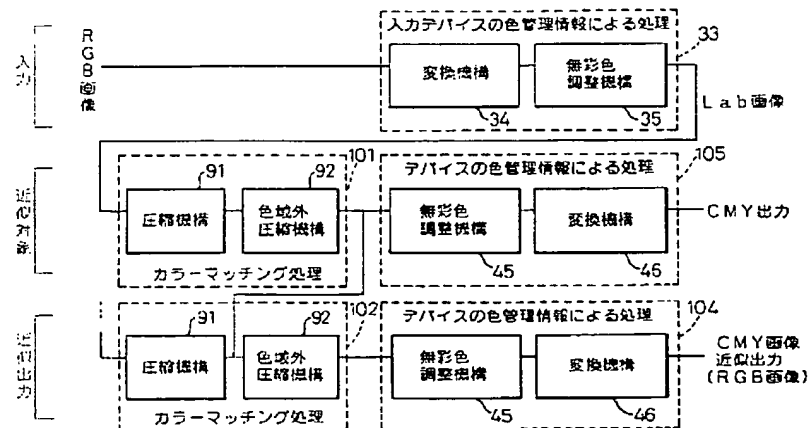 入力
RGB画像
入力デバイスの色管理情報による処理
33
変換機構
34
無彩色
調整機構
35
Lab画像
近似対象
101
91
圧縮機構
92
色域外
圧縮機構
カラーマッチング処理
105
デバイスの色管理情報による処理
無彩色
調整機構
45
変換機構
46
CMY出力
近似出力
102
91
圧縮機構
92
色域外
圧縮機構
カラーマッチング処理
104
デバイスの色管理情報による処理
無彩色
調整機構
45
変換機構
46
CMY画像
近似出力
(RGB画像)